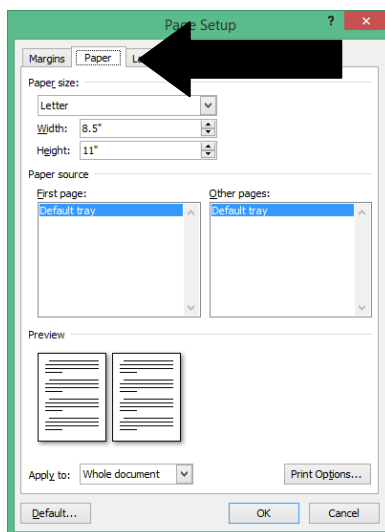 Page Setup ?
Margins Paper
Paper size:
Letter
Width: 8.5"
Height: 11"
Paper source
First page: Other pages:
Default tray Default tray
Preview
Apply to: Whole document Print Options...
Default... OK Cancel